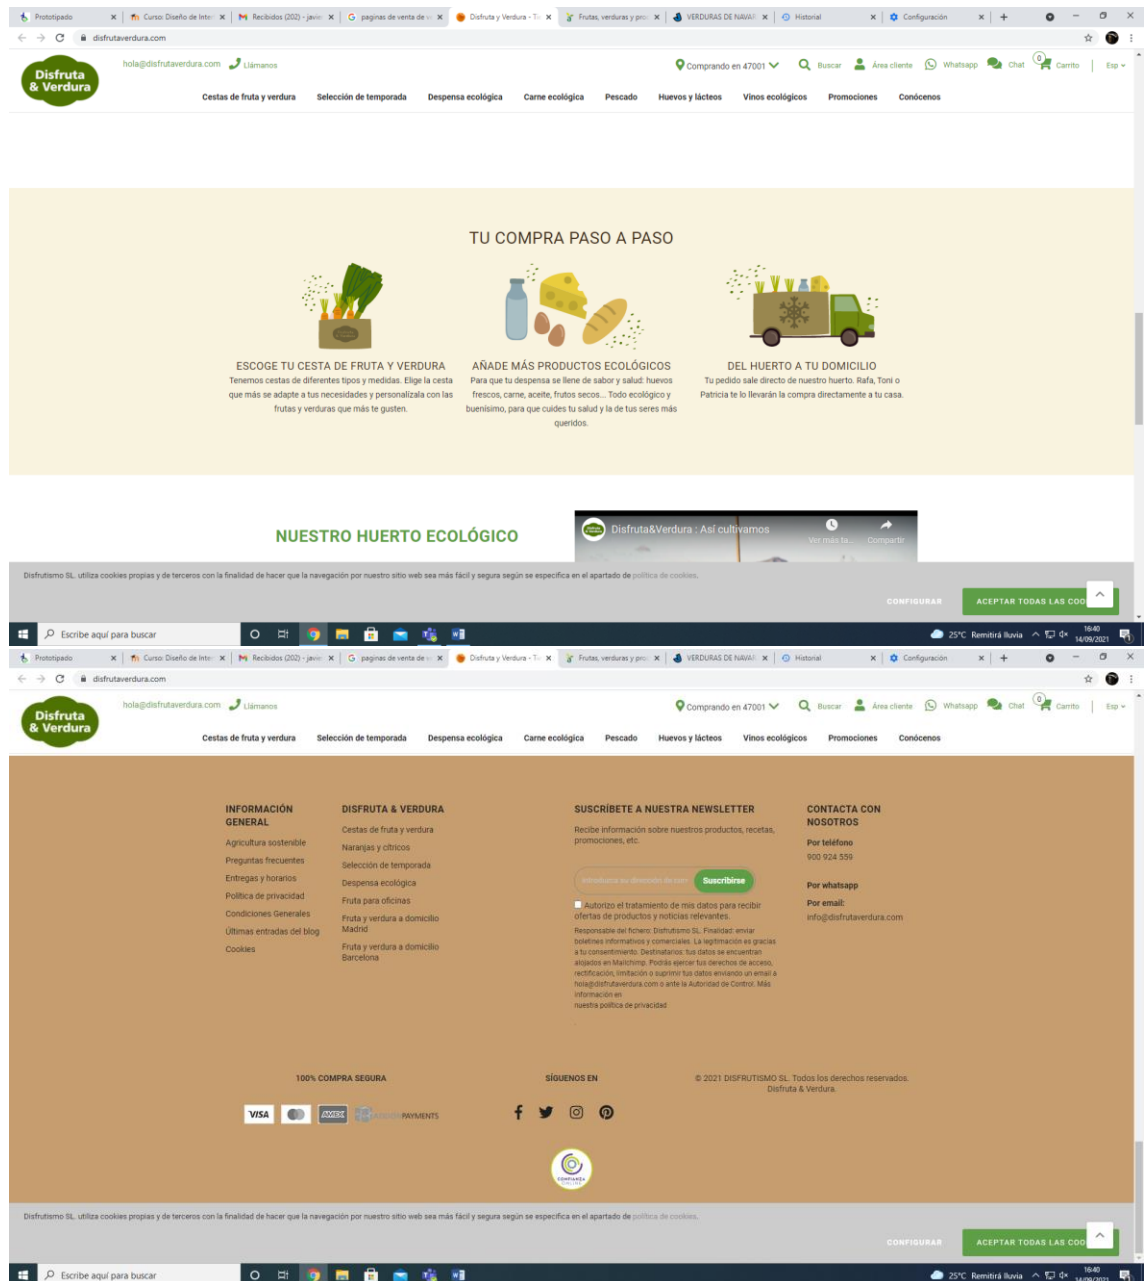 Prototipado
Curso: Diseño de Inter
Recibidos (202) - javier
paginas de venta de
Disfruta y Verdura - Ti
Frutas, verduras y pro
VERDURAS DE NAVAR
Historial
Configuración
disfrutaverdura.com
Disfruta
& Verdura
hola@disfrutaverdura.com Llámanos
Comprando en 47001 Buscar Área cliente Whatsapp Chat 0 Carrito | Esp
Cestas de fruta y verdura Selección de temporada Despensa ecológica Carne ecológica Pescado Huevos y lácteos Vinos ecológicos Promociones Conócenos
TU COMPRA PASO A PASO
ESCOGE TU CESTA DE FRUTA Y VERDURA
Tenemos cestas de diferentes tipos y medidas. Elige la cesta
que más se adapte a tus necesidades y personalízala con las
frutas y verduras que más te gusten.
AÑADE MÁS PRODUCTOS ECOLÓGICOS
Para que tu despensa se llene de sabor y salud: huevos
frescos, carne, aceite, frutos secos... Todo ecológico y
buenísimo, para que cuides tu salud y la de tus seres más
queridos.
DEL HUERTO A TU DOMICILIO
Tu pedido sale directo de nuestro huerto. Rafa, Toni o
Patricia te lo llevarán la compra directamente a tu casa.
NUESTRO HUERTO ECOLÓGICO
Disfruta&Verdura : Así cultivamos
Ver más ta... Compartir
Disfrutismo SL. utiliza cookies propias y de terceros con la finalidad de hacer que la navegación por nuestro sitio web sea más fácil y segura según se especifica en el apartado de política de cookies.
CONFIGURAR ACEPTAR TODAS LAS COO
Escribe aquí para buscar
25°C Remitirá lluvia
16:40
14/09/2021
Prototipado
Curso: Diseño de Inter
Recibidos (202) - javier
paginas de venta de
Disfruta y Verdura - Ti
Frutas, verduras y pro
VERDURAS DE NAVAR
Historial
Configuración
disfrutaverdura.com
Disfruta
& Verdura
hola@disfrutaverdura.com Llámanos
Comprando en 47001 Buscar Área cliente Whatsapp Chat 0 Carrito | Esp
Cestas de fruta y verdura Selección de temporada Despensa ecológica Carne ecológica Pescado Huevos y lácteos Vinos ecológicos Promociones Conócenos
INFORMACIÓN
GENERAL
Agricultura sostenible
Preguntas frecuentes
Entregas y horarios
Política de privacidad
Condiciones Generales
Últimas entradas del blog
Cookies
DISFRUTA & VERDURA
Cestas de fruta y verdura
Naranjas y cítricos
Selección de temporada
Despensa ecológica
Fruta para oficinas
Fruta y verdura a domicilio
Madrid
Fruta y verdura a domicilio
Barcelona
SUSCRÍBETE A NUESTRA NEWSLETTER
Recibe información sobre nuestros productos, recetas,
promociones, etc.
Introduzca su dirección de Suscribirse
Autorizo el tratamiento de mis datos para recibir
ofertas de productos y noticias relevantes.
Responsable del fichero: Disfrutismo SL. Finalidad: enviar
boletines informativos y comerciales. La legitimación es gracias
a tu consentimiento. Destinatarios: tus datos se encuentran
alojados en Mailchimp. Podrás ejercer tus derechos de acceso,
rectificación, limitación o suprimir tus datos enviando un email a
hola@disfrutaverdura.com o ante la Autoridad de Control. Más
información en
nuestra política de privacidad
.
CONTACTA CON
NOSOTROS
Por teléfono
900 924 559
Por whatsapp
Por email:
info@disfrutaverdura.com
100% COMPRA SEGURA
VISA AMEX PAYMENTS
SÍGUENOS EN
© 2021 DISFRUTISMO SL. Todos los derechos reservados.
Disfruta & Verdura.
CONFIANZA
ONLINE
Disfrutismo SL. utiliza cookies propias y de terceros con la finalidad de hacer que la navegación por nuestro sitio web sea más fácil y segura según se especifica en el apartado de política de cookies.
CONFIGURAR ACEPTAR TODAS LAS COO
Escribe aquí para buscar
25°C Remitirá lluvia
16:40
14/09/2021